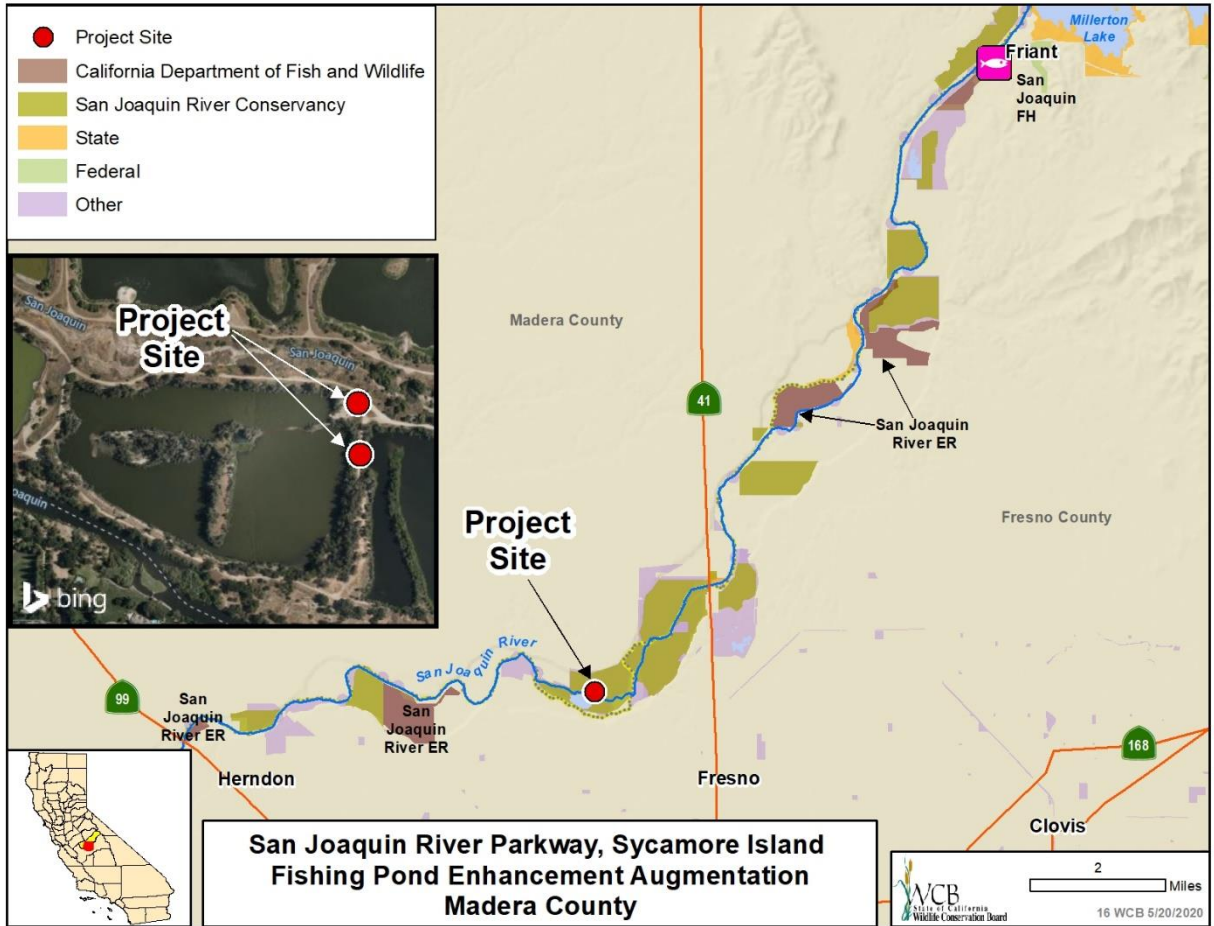 Project Site
California Department of Fish and Wildlife
San Joaquin River Conservancy
State
Federal
Other
Millerton
Lake
Friant
San
Joaquin
FH
San Joaquin
San Joaquin
Project
Site
bing
Madera County
41
San Joaquin
River ER
Fresno County
Project
Site
San Joaquin River
99
San
Joaquin
River ER
San
Joaquin
River ER
Herndon
Fresno
168
Clovis
San Joaquin River Parkway, Sycamore Island
Fishing Pond Enhancement Augmentation
Madera County
WCB
State of California
Wildlife Conservation Board
2
Miles
16 WCB 5/20/2020